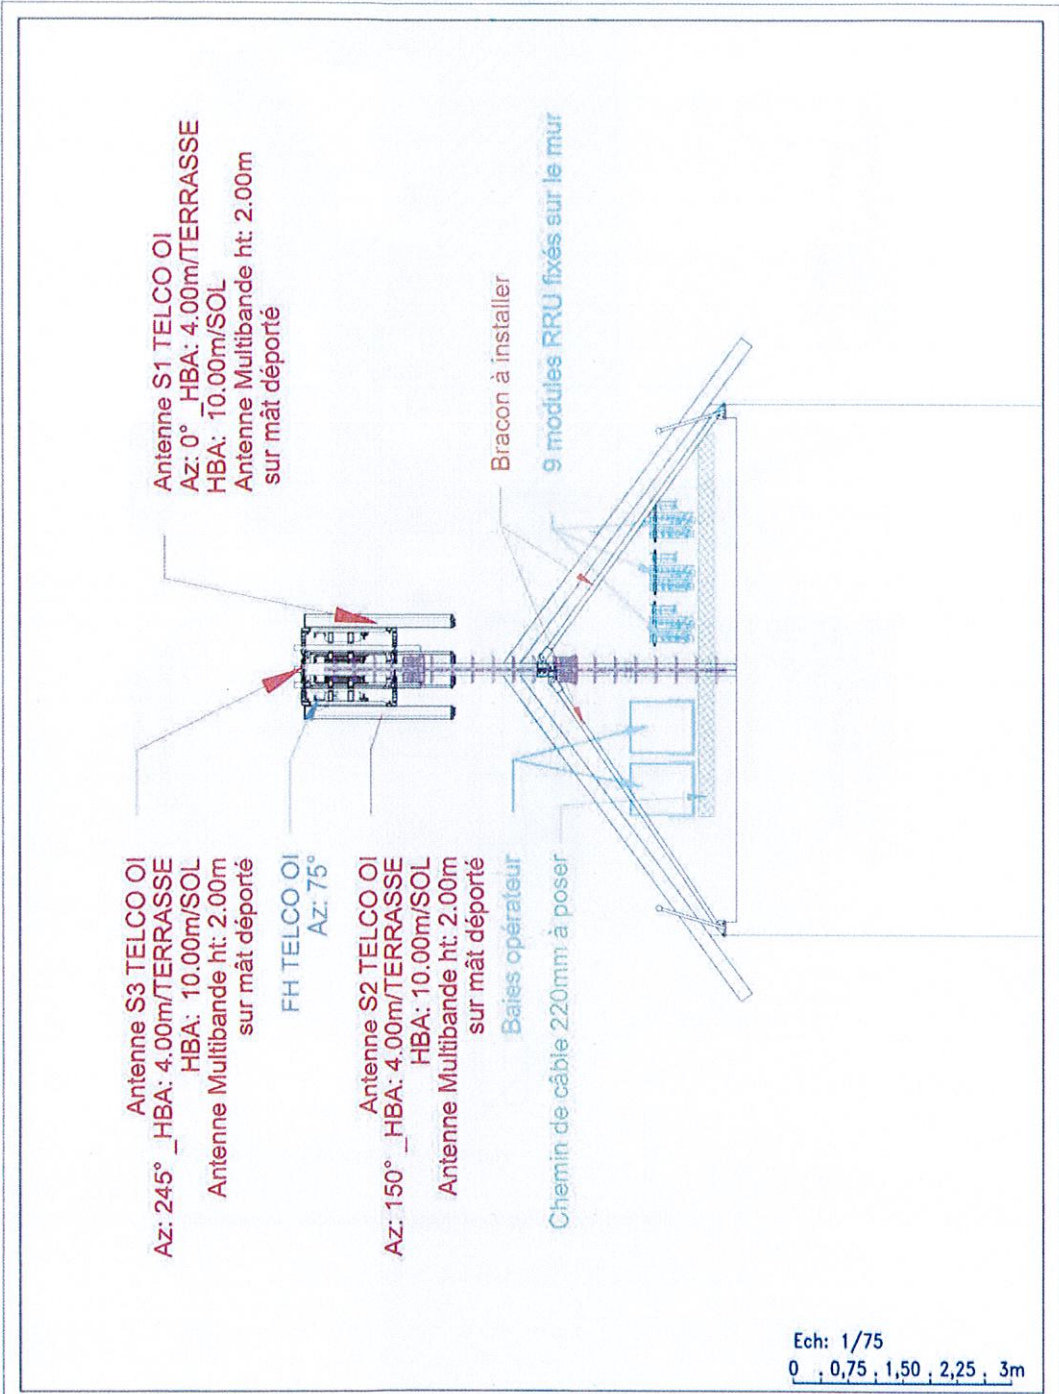 Antenne S3 TELCO OI
Az: 245° _HBA: 4.00m/TERRASSE
HBA: 10.00m/SOL
Antenne Multibande ht: 2.00m
sur mât déporté
FH TELCO OI
Az: 75°
Antenne S2 TELCO OI
Az: 150° _HBA: 4.00m/TERRASSE
HBA: 10.00m/SOL
Antenne Multibande ht: 2.00m
sur mât déporté
Baies opérateur
Chemin de câble 220mm à poser
Antenne S1 TELCO OI
Az: 0° _HBA: 4.00m/TERRASSE
HBA: 10.00m/SOL
Antenne Multibande ht: 2.00m
sur mât déporté
Bracon à installer
9 modules RRU fixés sur le mur
Ech: 1/75
0 0,75 1,50 2,25 3m